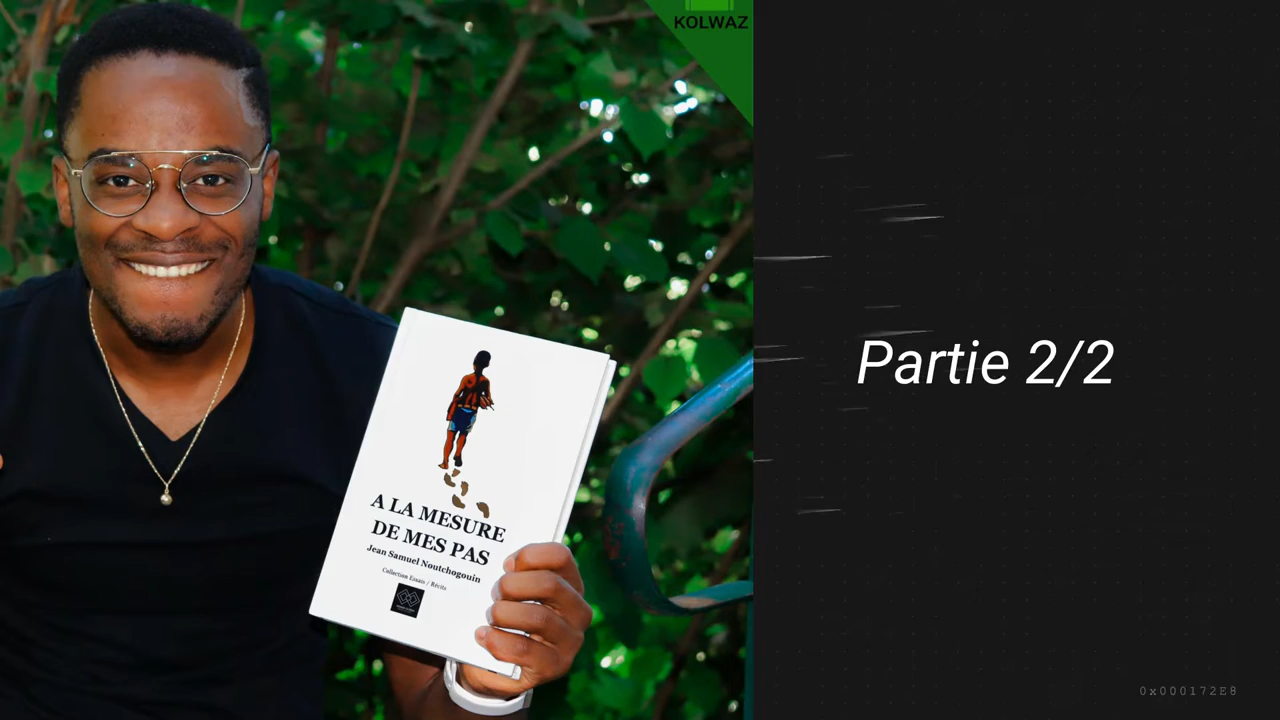 KOLWAZ
A LA MESURE
DE MES PAS
Jean Samuel Noutchogouin
Collection Essais / Récits
Partie 2/2
0x000172E8